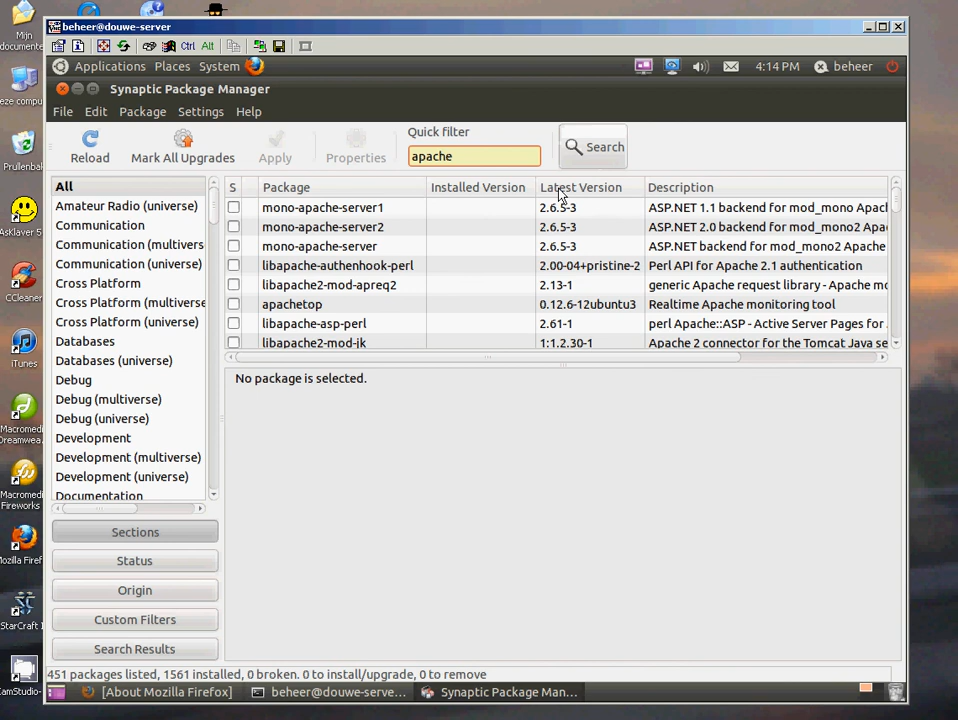 beheer@douwe-server
Mijn
documente
Ctrl Alt
Applications Places System
4:14 PM beheer
Synaptic Package Manager
File Edit Package Settings Help
Quick filter
Reload Mark All Upgrades Apply Properties apache Search
All
Amateur Radio (universe)
Communication
Communication (multivers
Communication (universe)
Cross Platform
Cross Platform (multiverse
Cross Platform (universe)
Databases
Databases (universe)
Debug
Debug (multiverse)
Debug (universe)
Development
Development (multiverse)
Development (universe)
Documentation
S Package Installed Version Latest Version Description
mono-apache-server1 2.6.5-3 ASP.NET 1.1 backend for mod_mono Apach
mono-apache-server2 2.6.5-3 ASP.NET 2.0 backend for mod_mono2 Apa
mono-apache-server 2.6.5-3 ASP.NET backend for mod_mono2 Apache
libapache-authenhook-perl 2.00-04+pristine-2 Perl API for Apache 2.1 authentication
libapache2-mod-apreq2 2.13-1 generic Apache request library - Apache mo
apachetop 0.12.6-12ubuntu3 Realtime Apache monitoring tool
libapache-asp-perl 2.61-1 perl Apache::ASP - Active Server Pages for
libapache2-mod-jk 1:1.2.30-1 Apache 2 connector for the Tomcat Java se
No package is selected.
Sections
Status
Origin
Custom Filters
Search Results
451 packages listed, 1561 installed, 0 broken. 0 to install/upgrade, 0 to remove
[About Mozilla Firefox] beheer@douwe-serve... Synaptic Package Man...
eze compu
Prullenbal
AsKlaver 5
CCleaner
iTunes
Macromed
Dreamwea.
Macromedi
Fireworks
Mozilla Firef
StarCraft I
CamStudio-